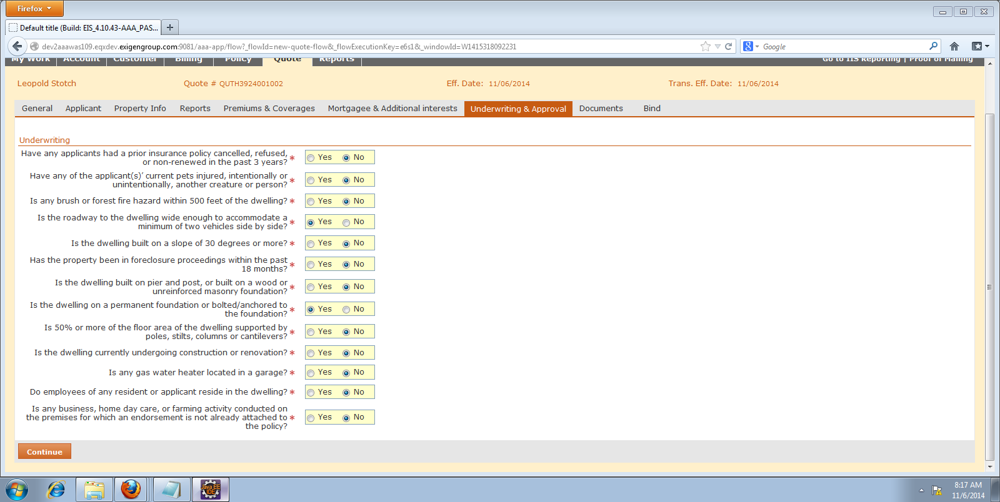 Firefox
Default title (Build: EIS_4.10.43-AAA_PAS...
dev2aaawas109.eqxdev.exigengroup.com:9081/aaa-app/flow?_flowId=new-quote-flow&_flowExecutionKey=e6s1&_windowId=W1415318092231
Google
My Work Account Customer Billing Policy Quote Reports Go to IIS Reporting | Proof of Mailing
Leopold Stotch Quote # QUTH3924001002 Eff. Date: 11/06/2014 Trans. Eff. Date: 11/06/2014
General Applicant Property Info Reports Premiums & Coverages Mortgagee & Additional interests Underwriting & Approval Documents Bind
Underwriting
Have any applicants had a prior insurance policy cancelled, refused,
or non-renewed in the past 3 years? * Yes No
Have any of the applicant(s)’ current pets injured, intentionally or
unintentionally, another creature or person? * Yes No
Is any brush or forest fire hazard within 500 feet of the dwelling? * Yes No
Is the roadway to the dwelling wide enough to accommodate a
minimum of two vehicles side by side? * Yes No
Is the dwelling built on a slope of 30 degrees or more? * Yes No
Has the property been in foreclosure proceedings within the past
18 months? * Yes No
Is the dwelling built on pier and post, or built on a wood or
unreinforced masonry foundation? * Yes No
Is the dwelling on a permanent foundation or bolted/anchored to
the foundation? * Yes No
Is 50% or more of the floor area of the dwelling supported by
poles, stilts, columns or cantilevers? * Yes No
Is the dwelling currently undergoing construction or renovation? * Yes No
Is any gas water heater located in a garage? * Yes No
Do employees of any resident or applicant reside in the dwelling? * Yes No
Is any business, home day care, or farming activity conducted on
the premises for which an endorsement is not already attached to * Yes No
the policy?
Continue
Java EE
IDE
8:17 AM
11/6/2014